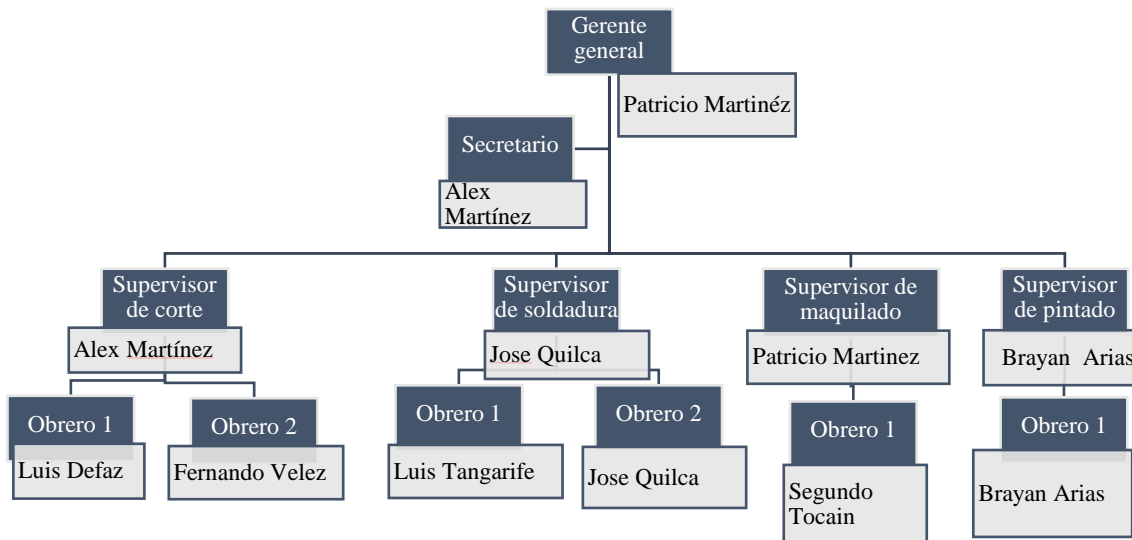 Gerente
general
Patricio Martinéz
Secretario
Alex
Martínez
Supervisor
de corte
Alex Martínez
Supervisor
de soldadura
Jose Quilca
Supervisor de
maquilado
Patricio Martinez
Supervisor
de pintado
Brayan Arias
Obrero 1
Luis Defaz
Obrero 2
Fernando Velez
Obrero 1
Luis Tangarife
Obrero 2
Jose Quilca
Obrero 1
Segundo
Tocain
Obrero 1
Brayan Arias